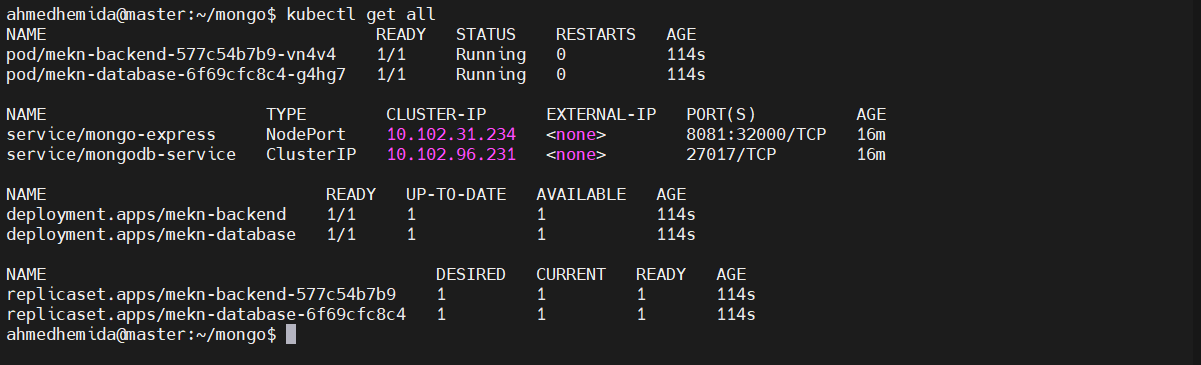 ahmedhemida@master:~/mongo$ kubectl get all
NAME                                 READY   STATUS    RESTARTS   AGE
pod/mekn-backend-577c54b7b9-vn4v4    1/1     Running   0          114s
pod/mekn-database-6f69cfc8c4-g4hg7   1/1     Running   0          114s

NAME                      TYPE        CLUSTER-IP      EXTERNAL-IP   PORT(S)          AGE
service/mongo-express     NodePort    10.102.31.234   <none>        8081:32000/TCP   16m
service/mongodb-service   ClusterIP   10.102.96.231   <none>        27017/TCP        16m

NAME                            READY   UP-TO-DATE   AVAILABLE   AGE
deployment.apps/mekn-backend    1/1     1            1           114s
deployment.apps/mekn-database   1/1     1            1           114s

NAME                                       DESIRED   CURRENT   READY   AGE
replicaset.apps/mekn-backend-577c54b7b9    1         1         1       114s
replicaset.apps/mekn-database-6f69cfc8c4   1         1         1       114s
ahmedhemida@master:~/mongo$